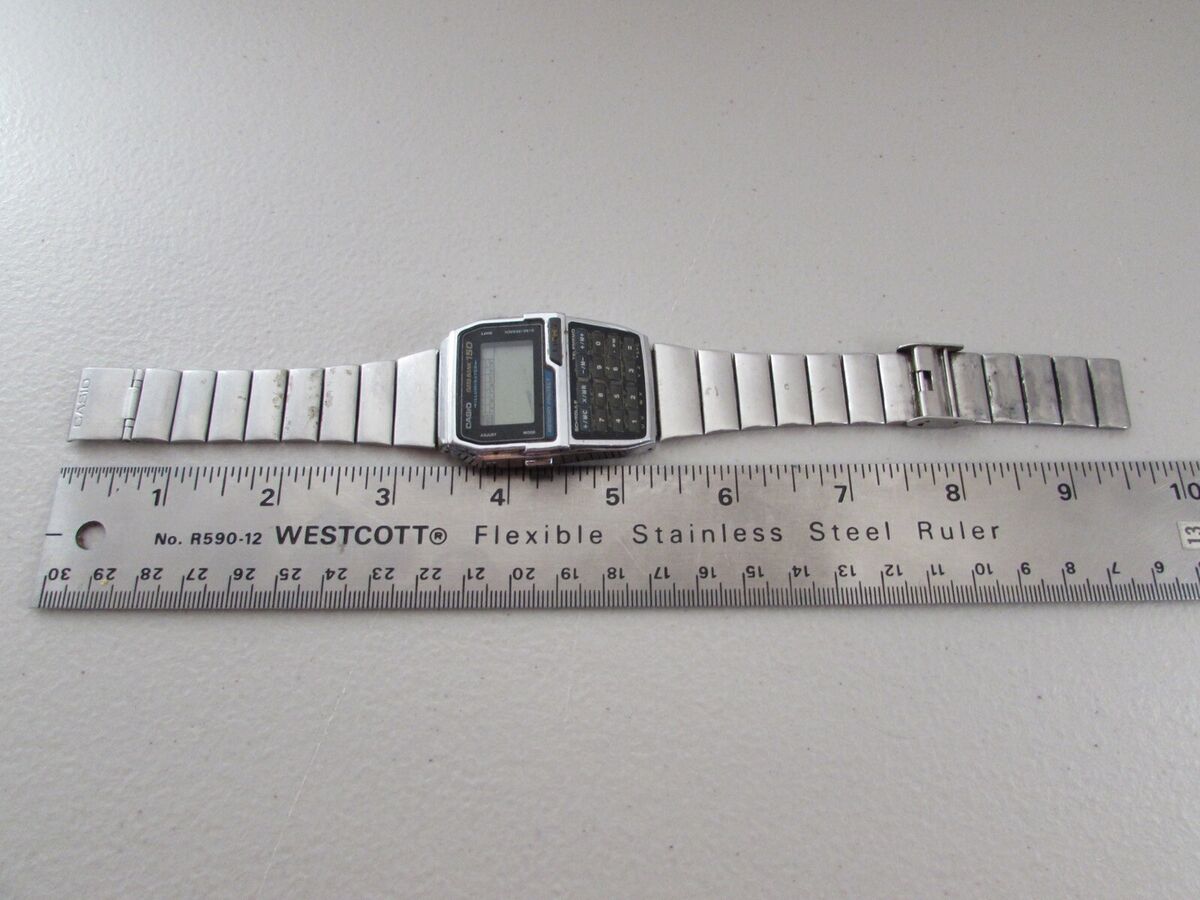 CASIO
CASIO DATA BANK 150
ADJUST
MODE
1 2 3 4 5 6 7 8 9 10
No. R590-12 WESTCOTT® Flexible Stainless Steel Ruler
13
30 29 28 27 26 25 24 23 22 21 20 19 18 17 16 15 14 13 12 11 10 9 8 7 6